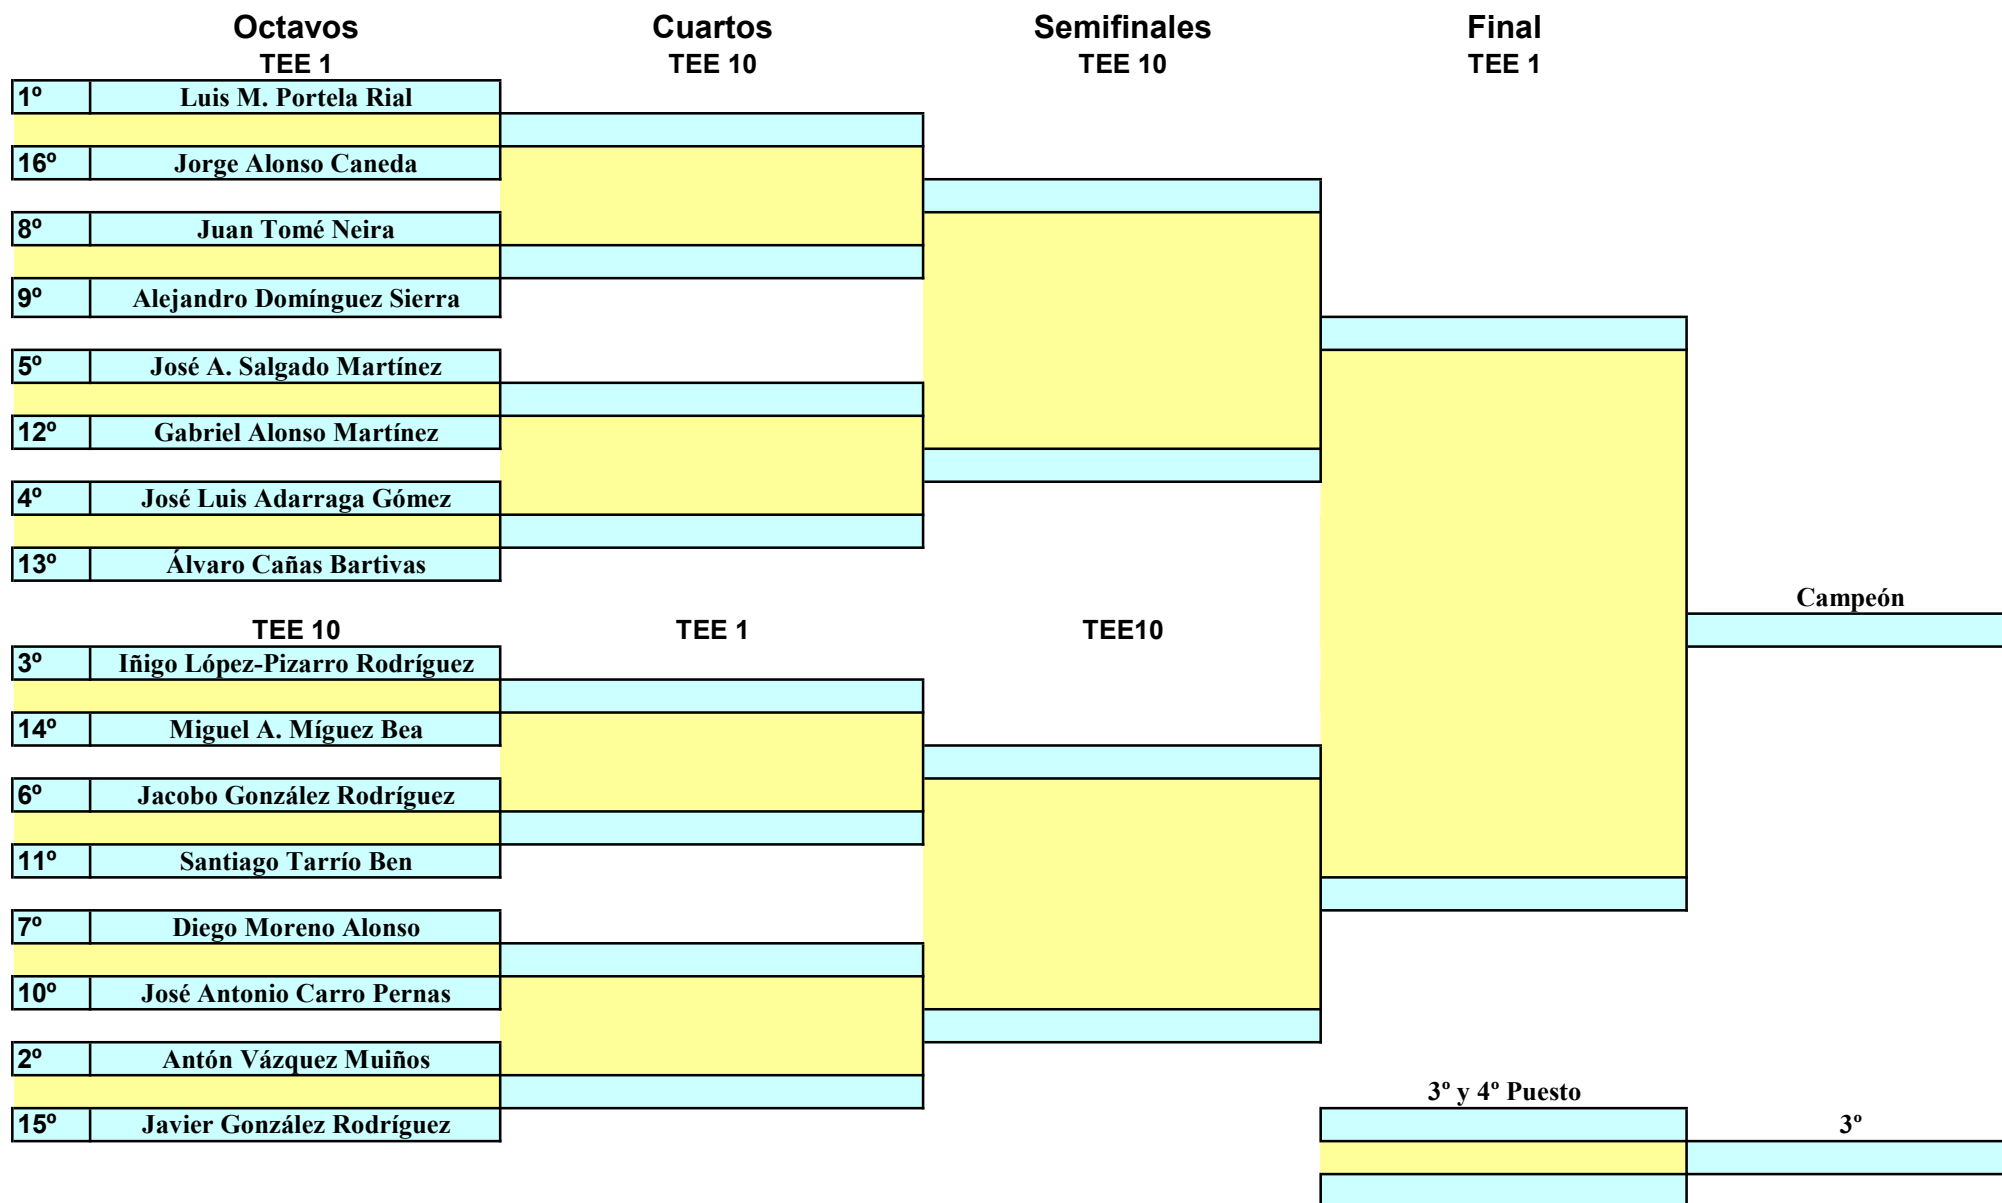 Octavos Cuartos Semifinales Final
TEE 1 TEE 10 TEE 10 TEE 1
1º Luis M. Portela Rial
16º Jorge Alonso Caneda
8º Juan Tomé Neira
9º Alejandro Domínguez Sierra
5º José A. Salgado Martínez
12º Gabriel Alonso Martínez
4º José Luis Adarraga Gómez
13º Álvaro Cañas Bartivas
Campeón
TEE 10 TEE 1 TEE10
3º Iñigo López-Pizarro Rodríguez
14º Miguel A. Míguez Bea
6º Jacobo González Rodríguez
11º Santiago Tarrío Ben
7º Diego Moreno Alonso
10º José Antonio Carro Pernas
2º Antón Vázquez Muiños
3º y 4º Puesto
15º Javier González Rodríguez 3º